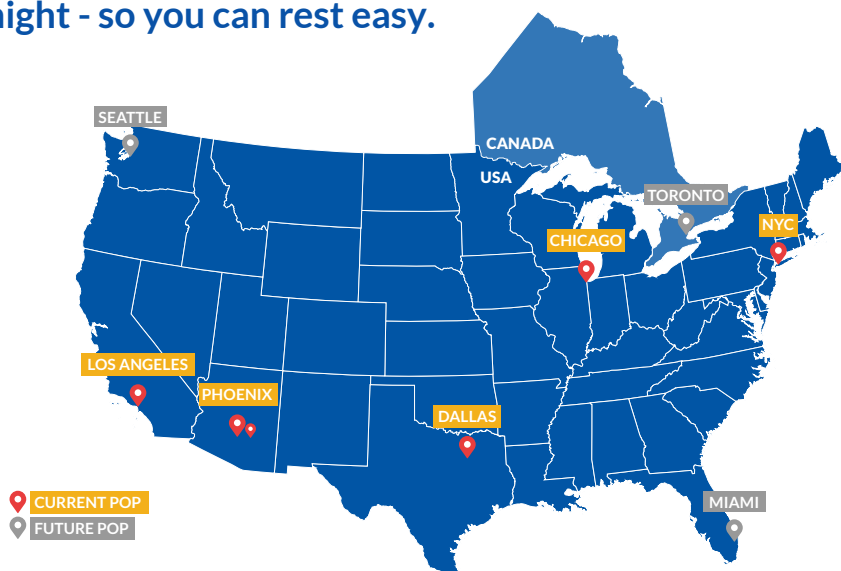 night - so you can rest easy.
SEATTLE
CANADA
USA
TORONTO
NYC
CHICAGO
LOS ANGELES
PHOENIX
DALLAS
MIAMI
CURRENT POP
FUTURE POP